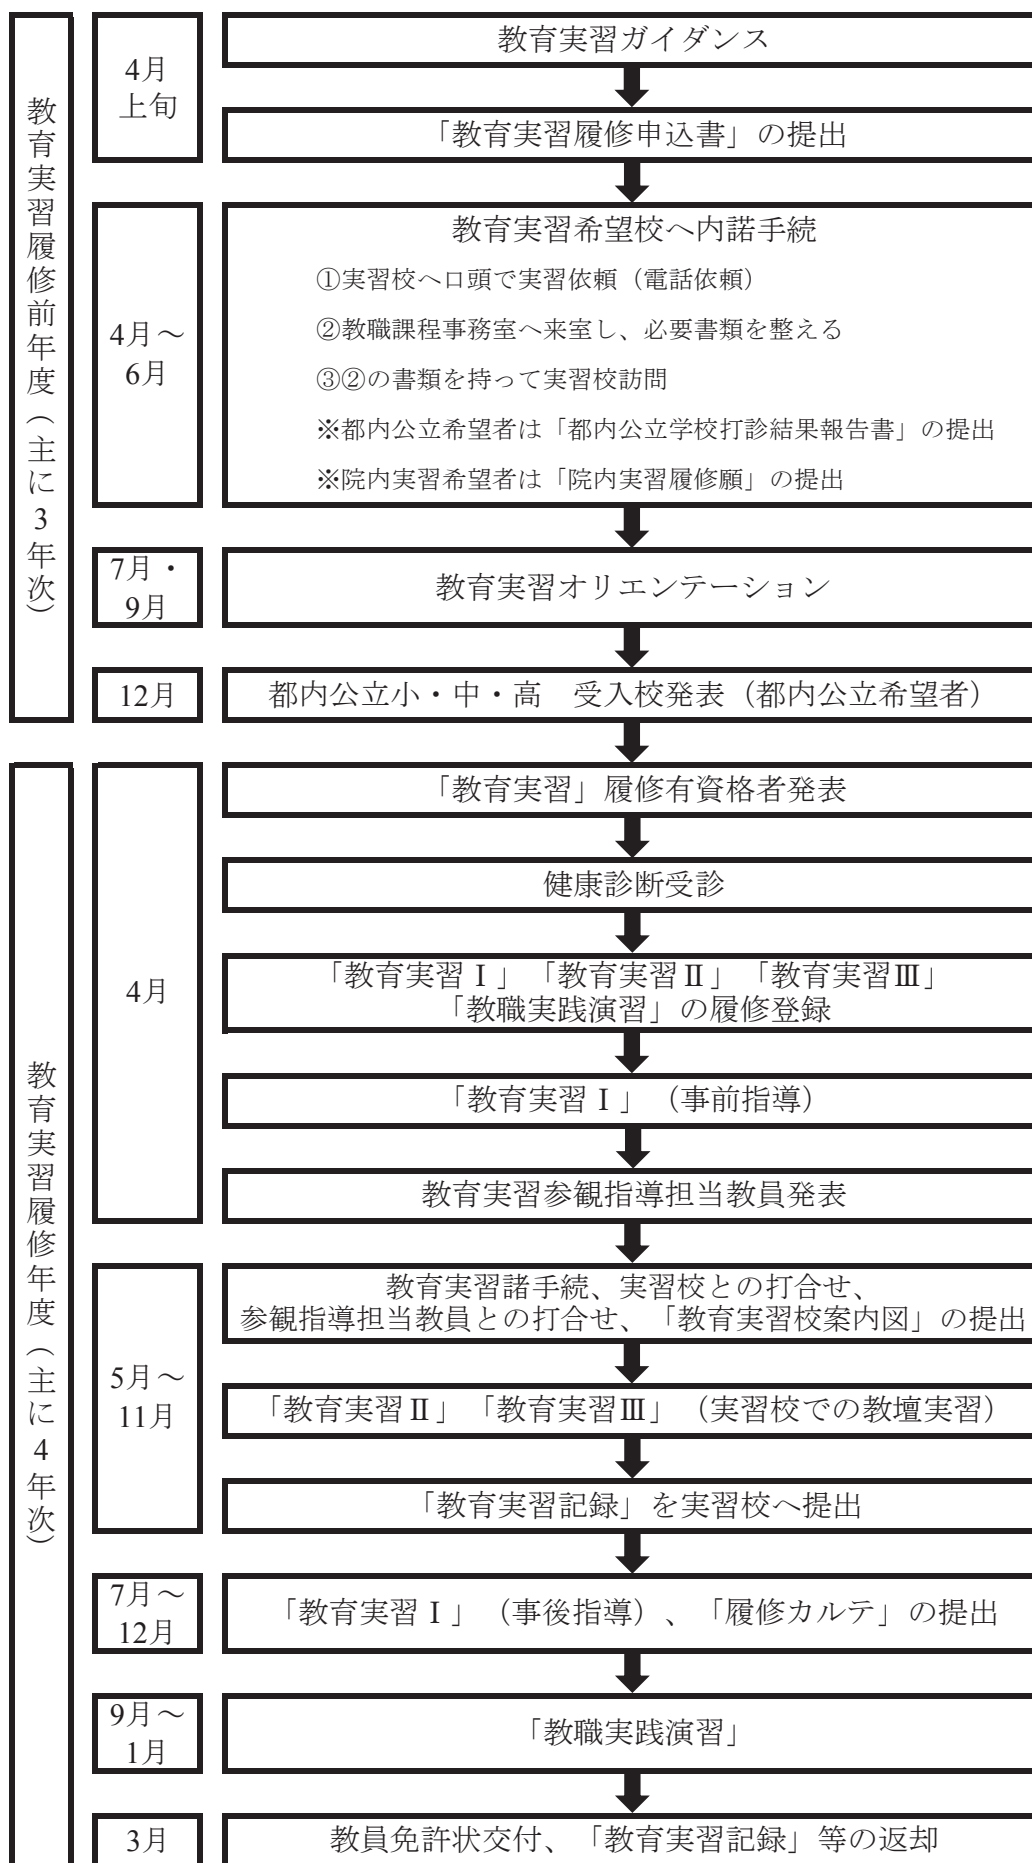 教育実習履修前年度（主に3年次）
4月
上旬
教育実習ガイダンス
「教育実習履修申込書」の提出
4月～
6月
教育実習希望校へ内諾手続
①実習校へ口頭で実習依頼（電話依頼）
②教職課程事務室へ来室し、必要書類を整える
③②の書類を持って実習校訪問
※都内公立希望者は「都内公立学校打診結果報告書」の提出
※院内実習希望者は「院内実習履修願」の提出
7月・
9月
教育実習オリエンテーション
12月
都内公立小・中・高　受入校発表（都内公立希望者）
教育実習履修年度（主に4年次）
4月
「教育実習」履修有資格者発表
健康診断受診
「教育実習Ⅰ」「教育実習Ⅱ」「教育実習Ⅲ」
「教職実践演習」の履修登録
「教育実習Ⅰ」（事前指導）
教育実習参観指導担当教員発表
5月～
11月
教育実習諸手続、実習校との打合せ、
参観指導担当教員との打合せ、「教育実習校案内図」の提出
「教育実習Ⅱ」「教育実習Ⅲ」（実習校での教壇実習）
「教育実習記録」を実習校へ提出
7月～
12月
「教育実習Ⅰ」（事後指導）、「履修カルテ」の提出
9月～
1月
「教職実践演習」
3月
教員免許状交付、「教育実習記録」等の返却